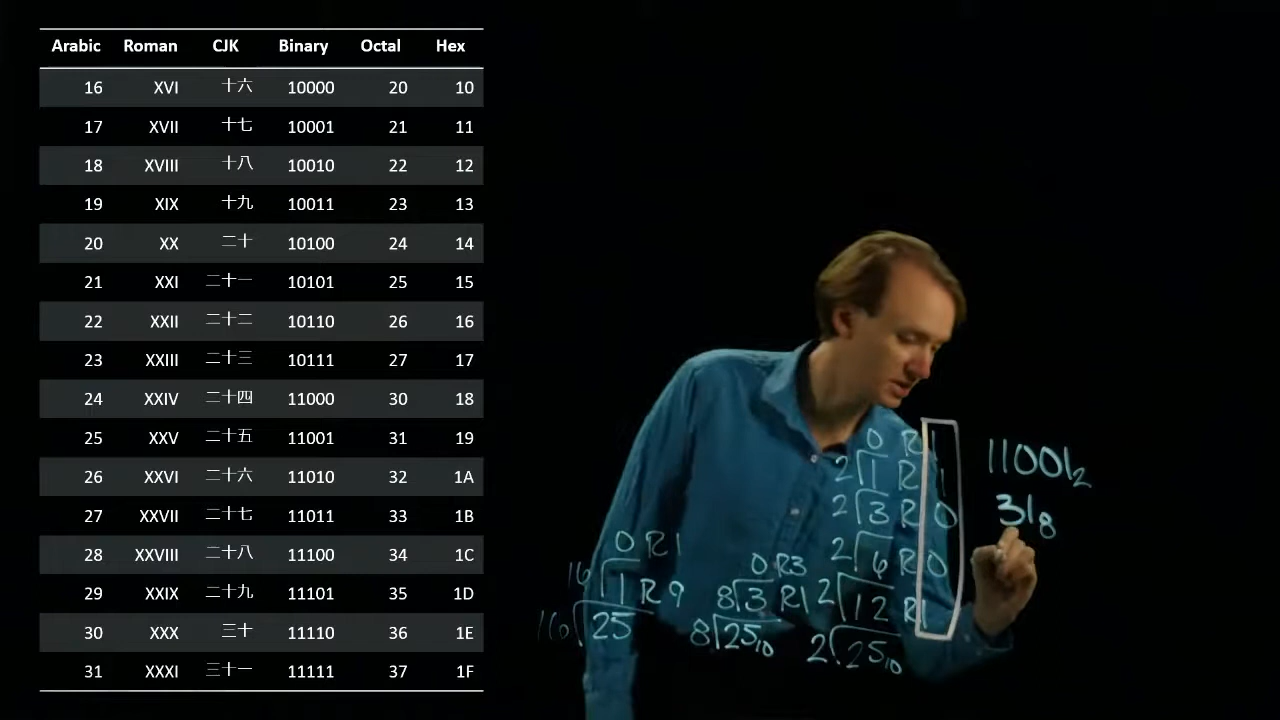 Arabic Roman CJK Binary Octal Hex
16 XVI 十六 10000 20 10
17 XVII 十七 10001 21 11
18 XVIII 十八 10010 22 12
19 XIX 十九 10011 23 13
20 XX 二十 10100 24 14
21 XXI 二十一 10101 25 15
22 XXII 二十二 10110 26 16
23 XXIII 二十三 10111 27 17
24 XXIV 二十四 11000 30 18
25 XXV 二十五 11001 31 19
26 XXVI 二十六 11010 32 1A
27 XXVII 二十七 11011 33 1B
28 XXVIII 二十八 11100 34 1C
29 XXIX 二十九 11101 35 1D
30 XXX 三十 11110 36 1E
31 XXXI 三十一 11111 37 1F
0 R1
16 1 R9
16 25
0 R3
8 3 R1
8 25₁₀
0 R1
2 1 R1
2 3 R0
2 6 R0
2 12 R1
2 25₁₀
11001₂
31₈